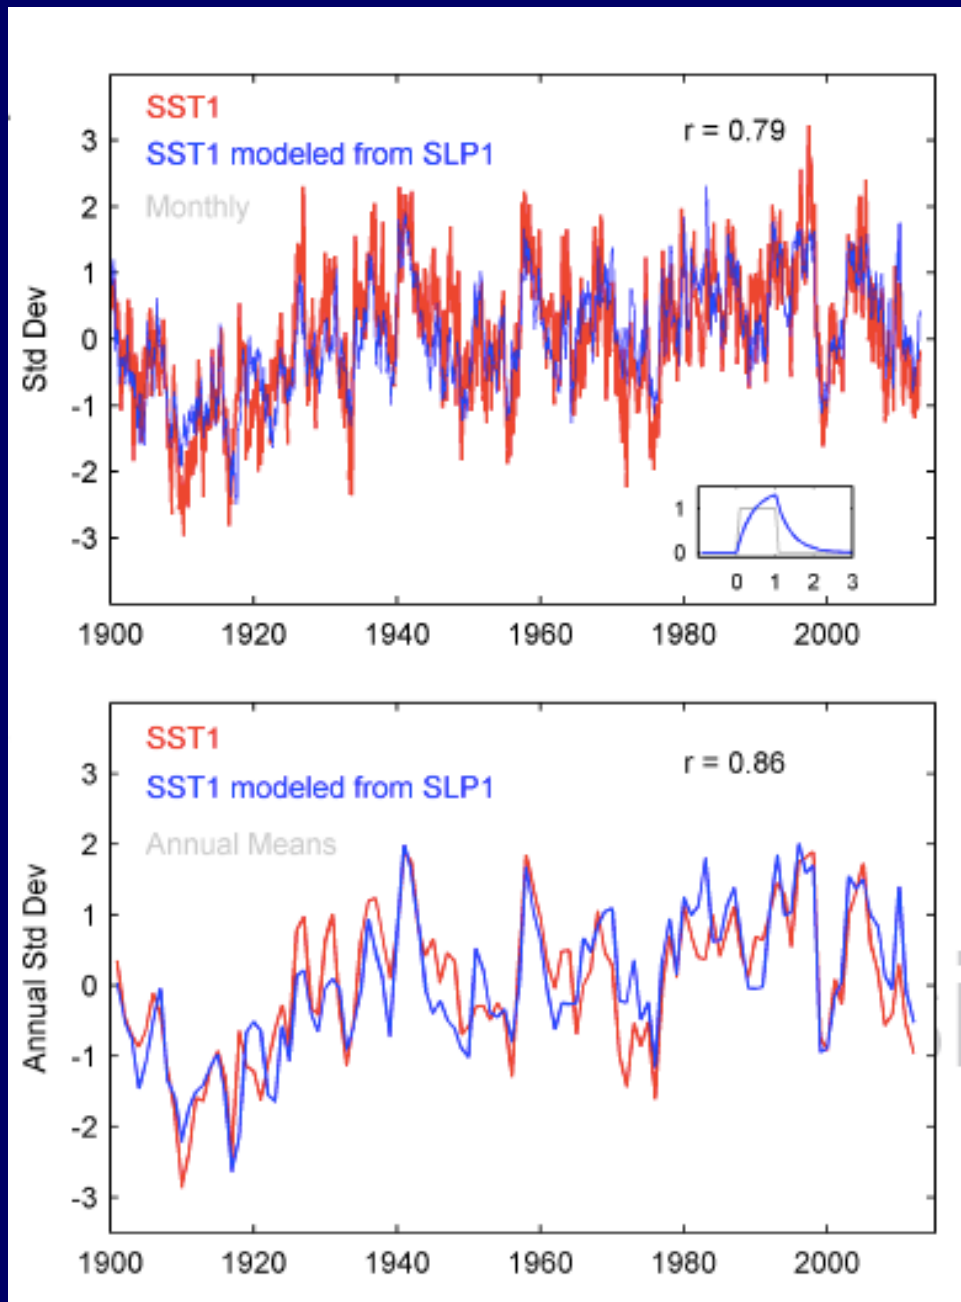 SST1
r = 0.79
SST1 modeled from SLP1
Monthly
Std Dev
3
2
1
0
-1
-2
-3
1
0
0 1 2 3
1900 1920 1940 1960 1980 2000
SST1
r = 0.86
SST1 modeled from SLP1
Annual Means
Annual Std Dev
3
2
1
0
-1
-2
-3
1900 1920 1940 1960 1980 2000